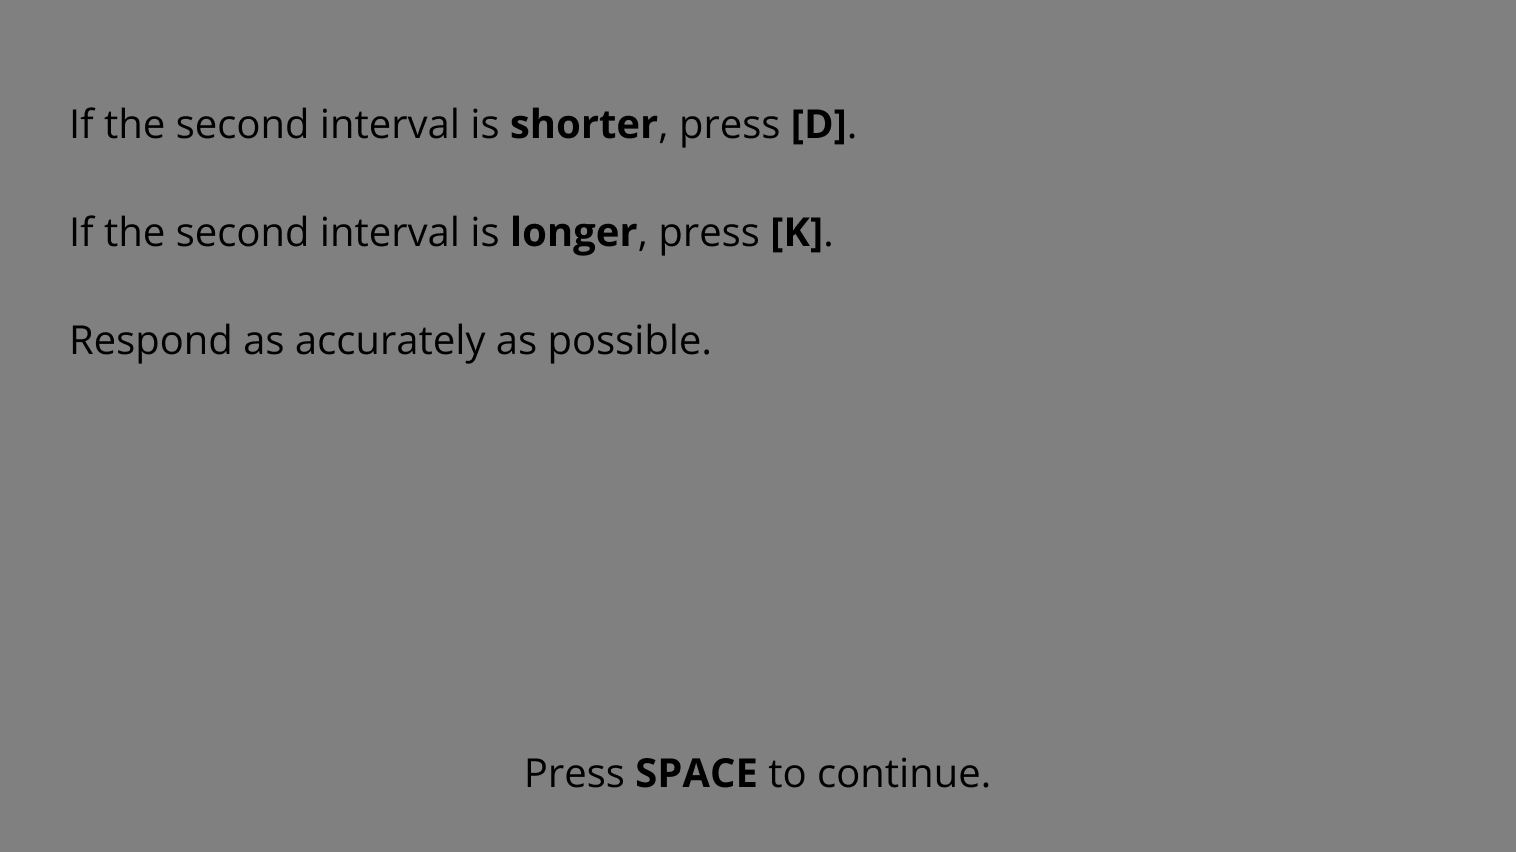 If the second interval is shorter, press [D].
If the second interval is longer, press [K].
Respond as accurately as possible.
Press SPACE to continue.